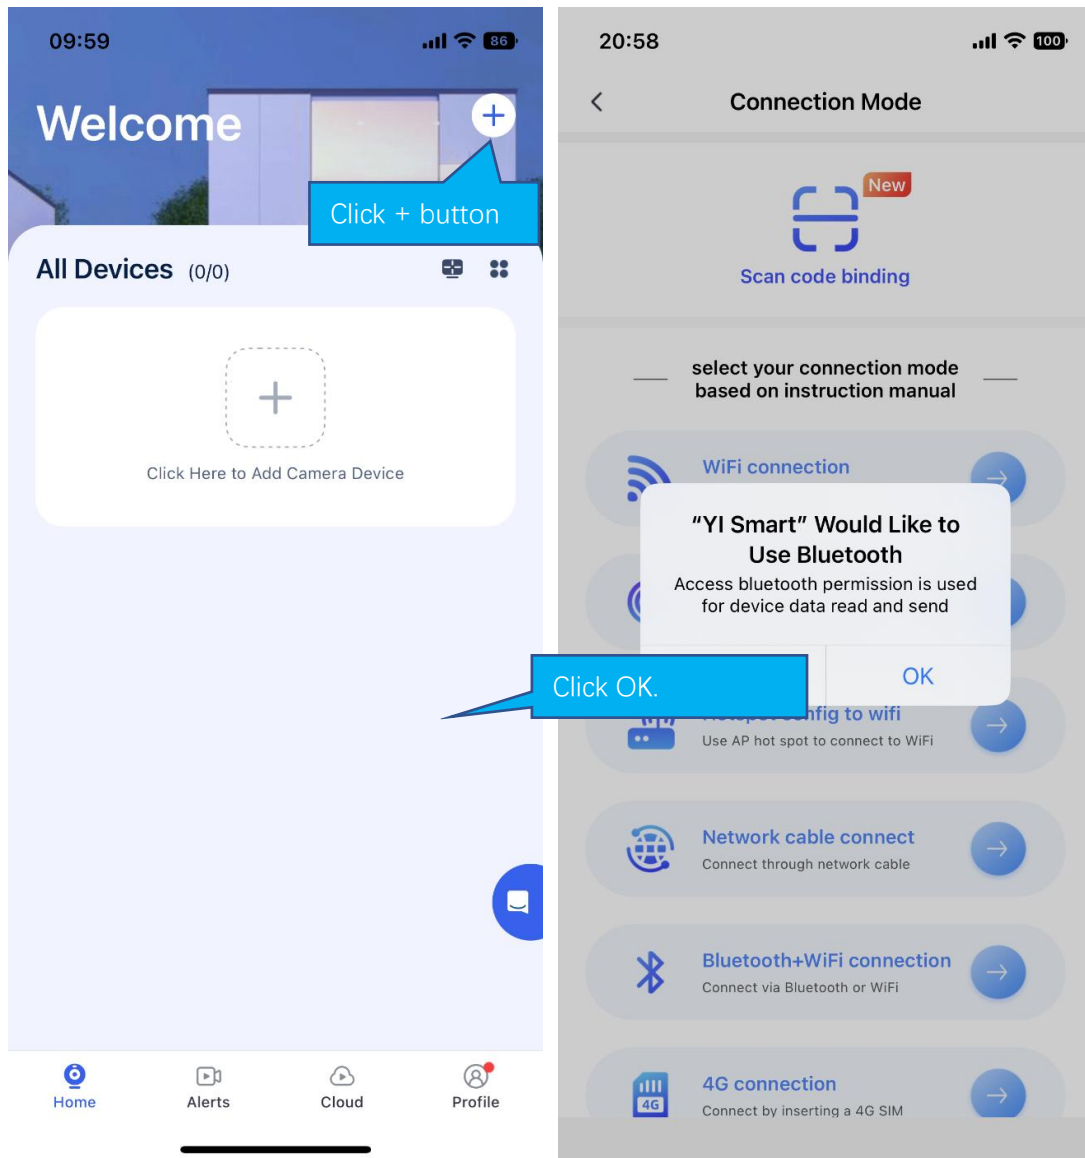 09:59
86
Welcome
Click + button
All Devices (0/0)
Click Here to Add Camera Device
Home
Alerts
Cloud
Profile
20:58
100
Connection Mode
New
Scan code binding
select your connection mode
based on instruction manual
WiFi connection
“YI Smart” Would Like to
Use Bluetooth
Access bluetooth permission is used
for device data read and send
OK
Click OK.
Hotspot config to wifi
Use AP hot spot to connect to WiFi
Network cable connect
Connect through network cable
Bluetooth+WiFi connection
Connect via Bluetooth or WiFi
4G
4G connection
Connect by inserting a 4G SIM